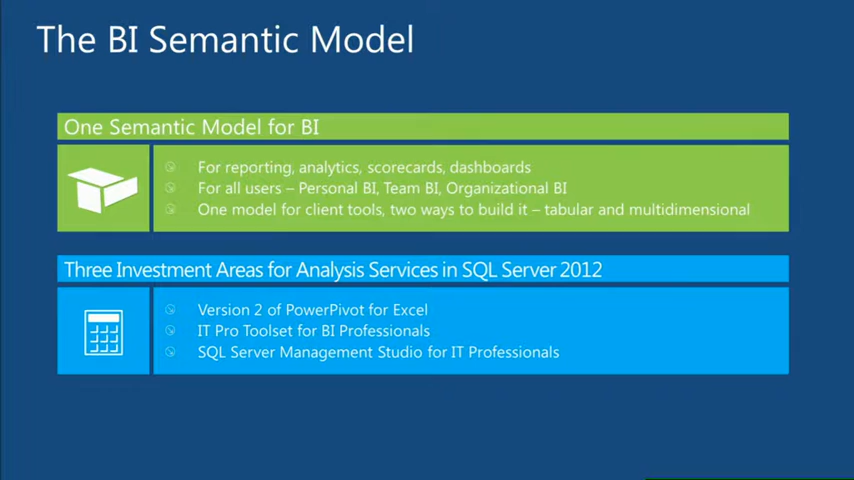 The BI Semantic Model
One Semantic Model for BI
For reporting, analytics, scorecards, dashboards
For all users – Personal BI, Team BI, Organizational BI
One model for client tools, two ways to build it – tabular and multidimensional
Three Investment Areas for Analysis Services in SQL Server 2012
Version 2 of PowerPivot for Excel
IT Pro Toolset for BI Professionals
SQL Server Management Studio for IT Professionals